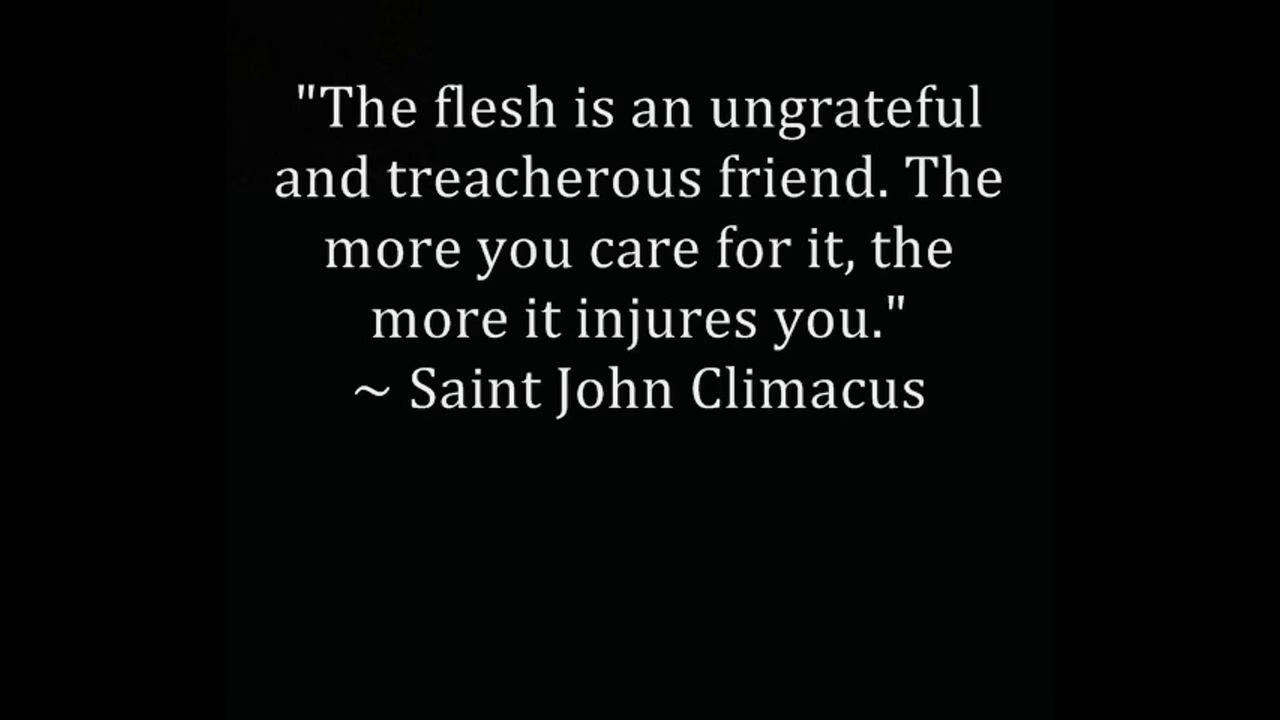 "The flesh is an ungrateful
and treacherous friend. The
more you care for it, the
more it injures you."
~ Saint John Climacus